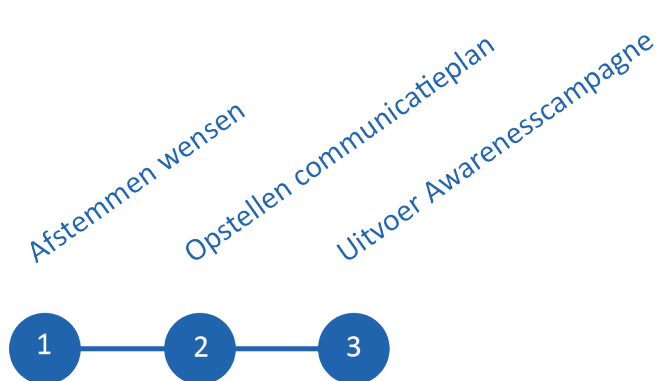 Afstemmen wensen
Opstellen communicatieplan
Uitvoer Awarenesscampagne
1
2
3